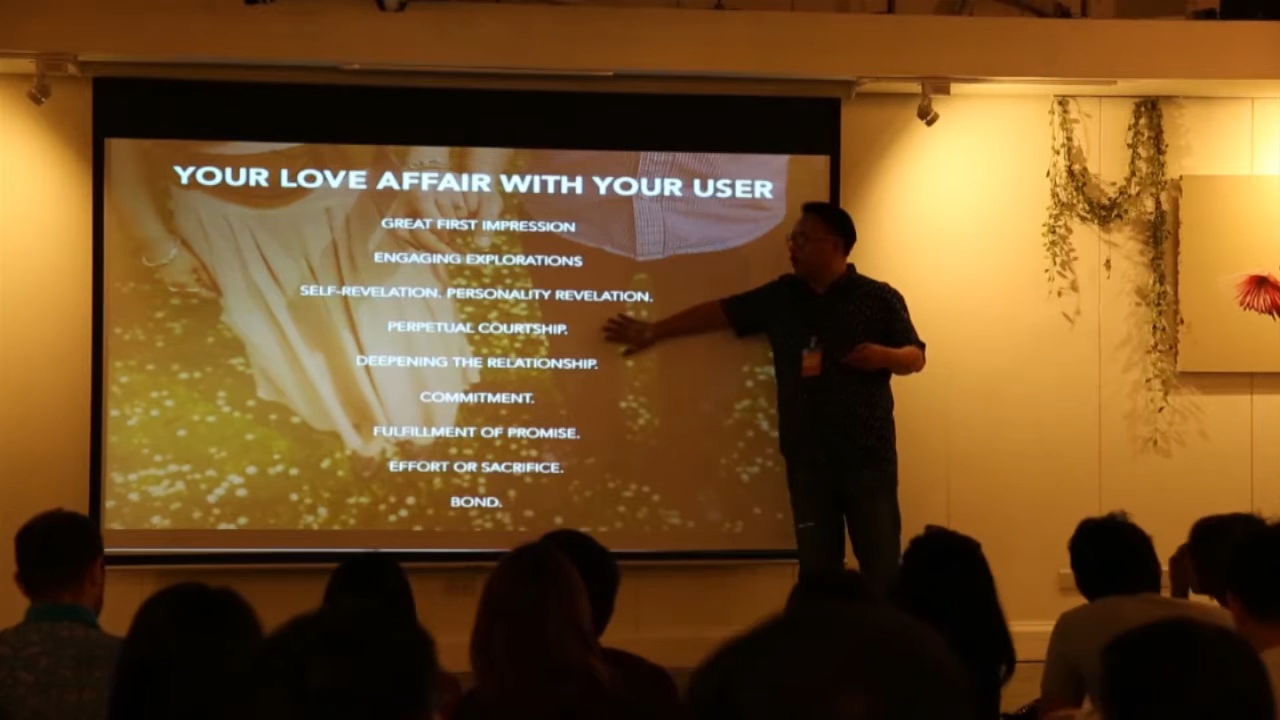 YOUR LOVE AFFAIR WITH YOUR USER
GREAT FIRST IMPRESSION
ENGAGING EXPLORATIONS
SELF-REVELATION. PERSONALITY REVELATION.
PERPETUAL COURTSHIP.
DEEPENING THE RELATIONSHIP.
COMMITMENT.
FULFILLMENT OF PROMISE.
EFFORT OR SACRIFICE.
BOND.